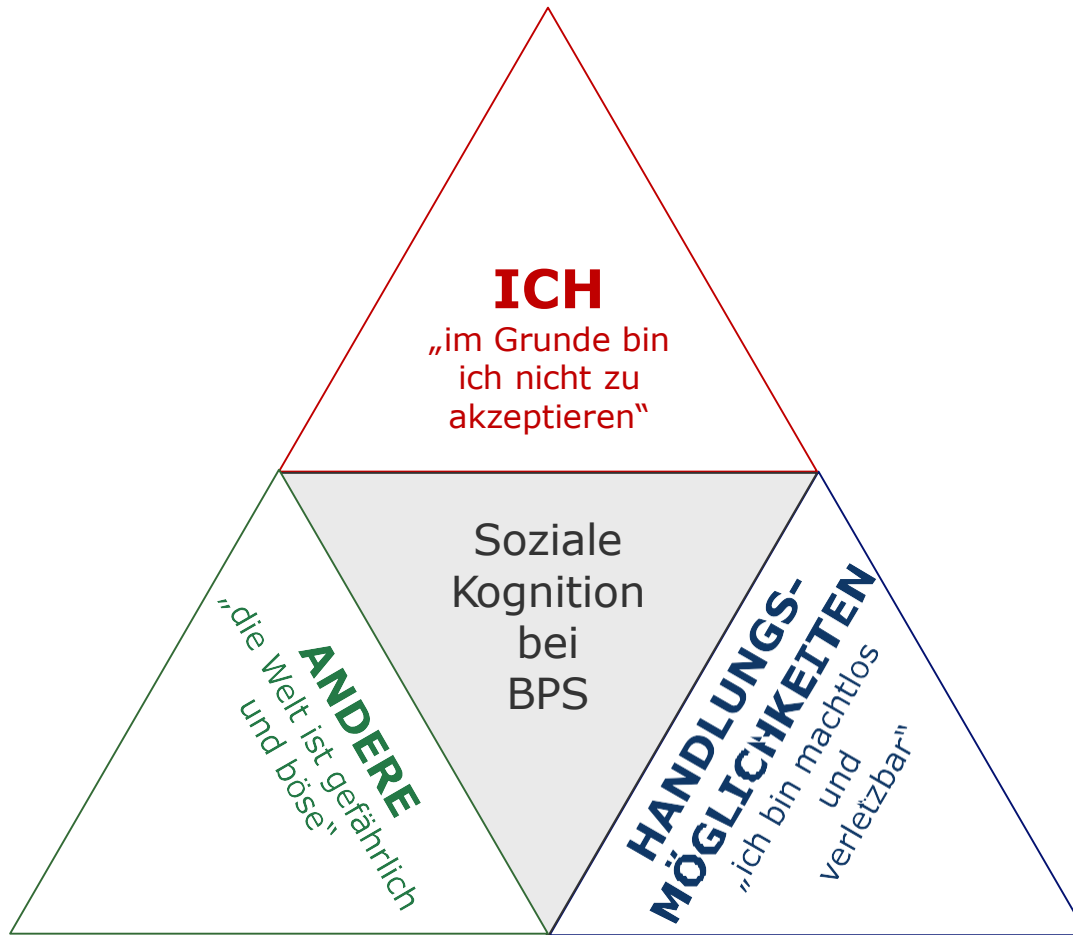 ICH
„im Grunde bin
ich nicht zu
akzeptieren“
Soziale
Kognition
bei
BPS
ANDERE
„die Welt ist gefährlich
und böse“
HANDLUNGS-
MÖGLICHKEITEN
„ich bin machtlos
und
verletzbar“